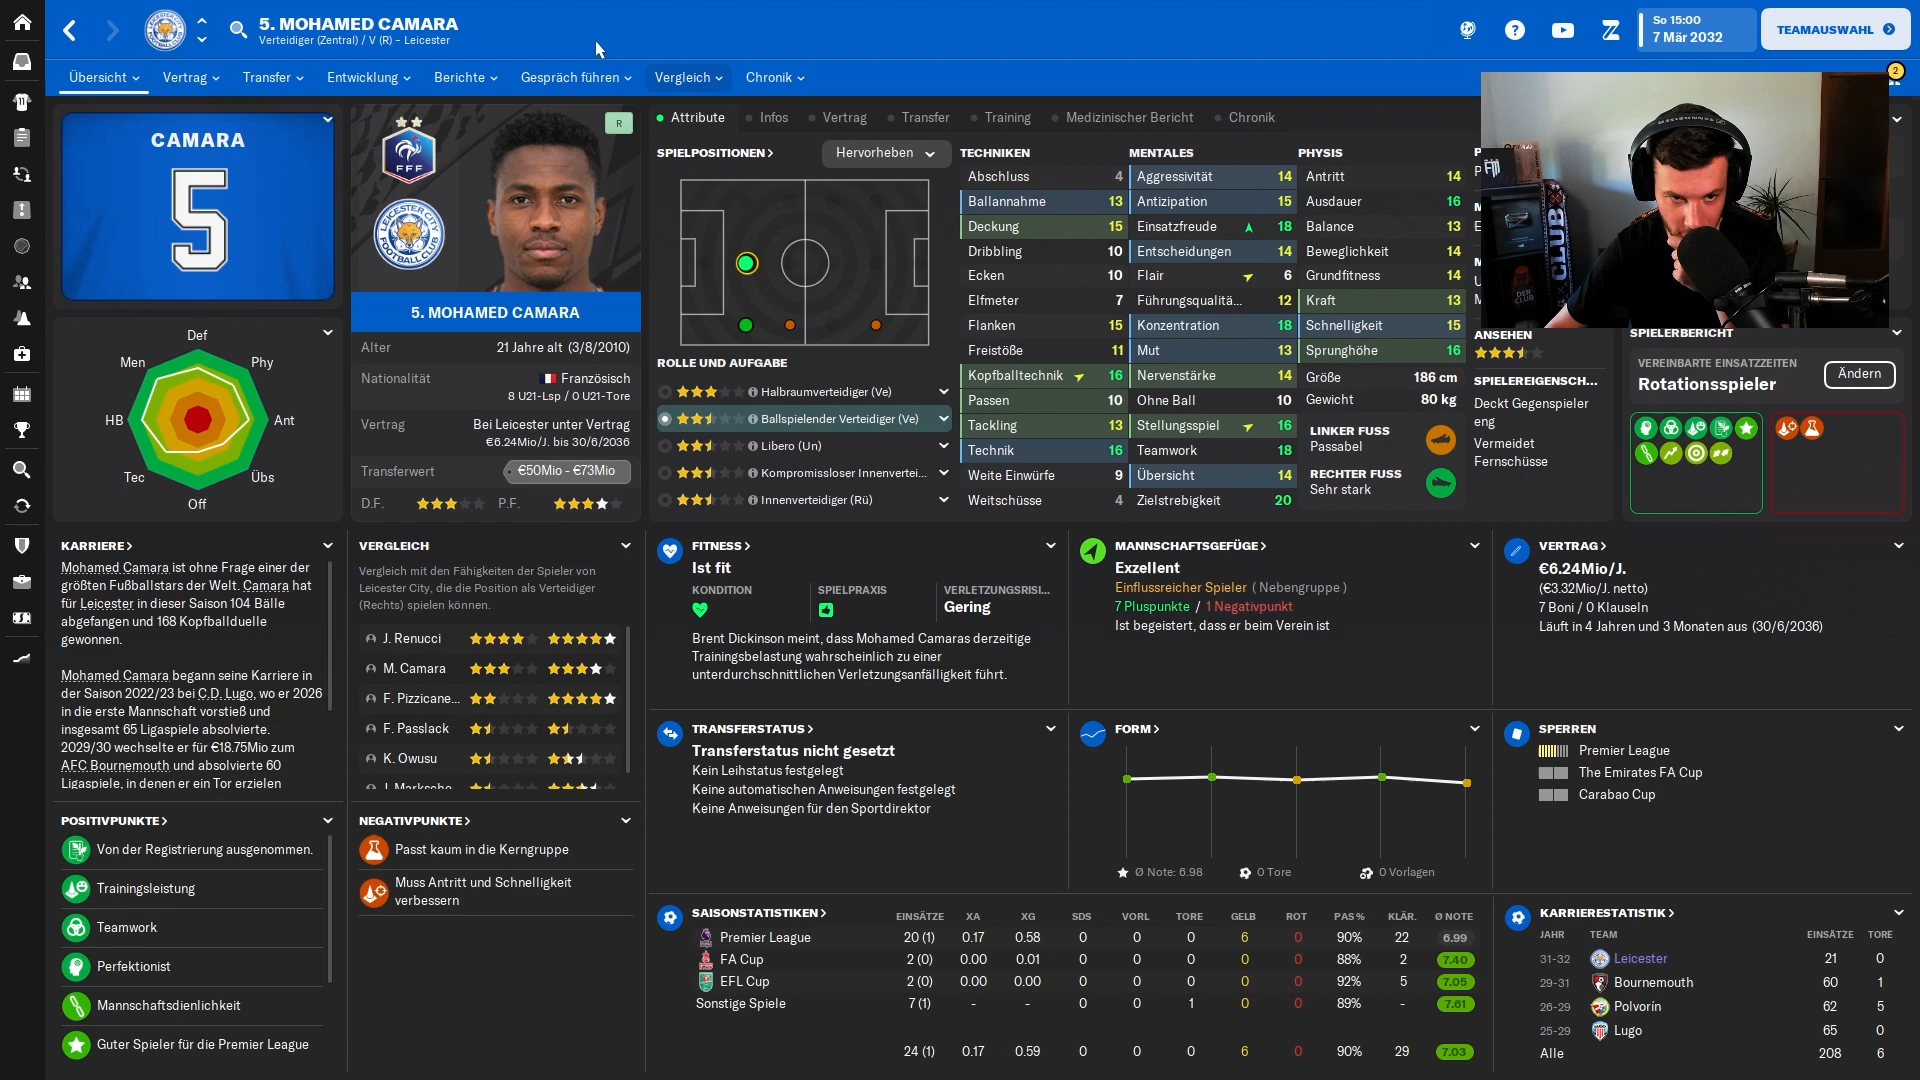 5. MOHAMED CAMARA
Verteidiger (Zentral) / V (R) – Leicester
So 15:00
7 Mär 2032
TEAMAUSWAHL
Übersicht
Vertrag
Transfer
Entwicklung
Berichte
Gespräch führen
Vergleich
Chronik
2
CAMARA
5
Def
Men
Phy
HB
Ant
Tec
Übs
Off
FFF
LEICESTER CITY
FOOTBALL CLUB
R
5. MOHAMED CAMARA
Alter 21 Jahre alt (3/8/2010)
Nationalität Französisch
8 U21-Lsp / 0 U21-Tore
Vertrag Bei Leicester unter Vertrag
€6.24Mio/J. bis 30/6/2036
Transferwert €50Mio - €73Mio
D.F. P.F.
Attribute Infos Vertrag Transfer Training Medizinischer Bericht Chronik
SPIELPOSITIONEN
Hervorheben
ROLLE UND AUFGABE
Halbraumverteidiger (Ve)
Ballspielender Verteidiger (Ve)
Libero (Un)
Kompromissloser Innenvertei...
Innenverteidiger (Rü)
TECHNIKEN
Abschluss 4
Ballannahme 13
Deckung 15
Dribbling 10
Ecken 10
Elfmeter 7
Flanken 15
Freistöße 11
Kopfballtechnik 16
Passen 10
Tackling 13
Technik 16
Weite Einwürfe 9
Weitschüsse 4
MENTALES
Aggressivität 14
Antizipation 15
Einsatzfreude 18
Entscheidungen 14
Flair 6
Führungsqualitä... 12
Konzentration 18
Mut 13
Nervenstärke 14
Ohne Ball 10
Stellungsspiel 16
Teamwork 18
Übersicht 14
Zielstrebigkeit 20
PHYSIS
Antritt 14
Ausdauer 16
Balance 13
Beweglichkeit 14
Grundfitness 14
Kraft 13
Schnelligkeit 15
Sprunghöhe 16
Größe 186 cm
Gewicht 80 kg
LINKER FUSS
Passabel
RECHTER FUSS
Sehr stark
CLUB
DER
CLUB
ANSEHEN
SPIELEREIGENSCH...
Deckt Gegenspieler
eng
Vermeidet
Fernschüsse
SPIELERBERICHT
VEREINBARTE EINSATZZEITEN
Rotationsspieler
Ändern
KARRIERE
Mohamed Camara ist ohne Frage einer der
größten Fußballstars der Welt. Camara hat
für Leicester in dieser Saison 104 Bälle
abgefangen und 168 Kopfballduelle
gewonnen.
Mohamed Camara begann seine Karriere in
der Saison 2022/23 bei C.D. Lugo, wo er 2026
in die erste Mannschaft vorstieß und
insgesamt 65 Ligaspiele absolvierte.
2029/30 wechselte er für €18.75Mio zum
AFC Bournemouth und absolvierte 60
Ligaspiele, in denen er ein Tor erzielen
VERGLEICH
Vergleich mit den Fähigkeiten der Spieler von
Leicester City, die die Position als Verteidiger
(Rechts) spielen können.
J. Renucci
M. Camara
F. Pizzicane...
F. Passlack
K. Owusu
FITNESS
Ist fit
KONDITION
SPIELPRAXIS
VERLETZUNGSRISI...
Gering
Brent Dickinson meint, dass Mohamed Camaras derzeitige
Trainingsbelastung wahrscheinlich zu einer
unterdurchschnittlichen Verletzungsanfälligkeit führt.
MANNSCHAFTSGEFÜGE
Exzellent
Einflussreicher Spieler ( Nebengruppe )
7 Pluspunkte / 1 Negativpunkt
Ist begeistert, dass er beim Verein ist
VERTRAG
€6.24Mio/J.
(€3.32Mio/J. netto)
7 Boni / 0 Klauseln
Läuft in 4 Jahren und 3 Monaten aus (30/6/2036)
TRANSFERSTATUS
Transferstatus nicht gesetzt
Kein Leihstatus festgelegt
Keine automatischen Anweisungen festgelegt
Keine Anweisungen für den Sportdirektor
FORM
Ø Note: 6.98
0 Tore
0 Vorlagen
SPERREN
Premier League
The Emirates FA Cup
Carabao Cup
POSITIVPUNKTE
Von der Registrierung ausgenommen.
Trainingsleistung
Teamwork
Perfektionist
Mannschaftsdienlichkeit
Guter Spieler für die Premier League
NEGATIVPUNKTE
Passt kaum in die Kerngruppe
Muss Antritt und Schnelligkeit
verbessern
SAISONSTATISTIKEN EINSÄTZE XA XG SDS VORL TORE GELB ROT PAS% KLÄR. Ø NOTE
Premier League 20 (1) 0.17 0.58 0 0 0 6 0 90% 22 6.99
FA Cup 2 (0) 0.00 0.01 0 0 0 0 0 88% 2 7.40
EFL Cup 2 (0) 0.00 0.00 0 0 0 0 0 92% 5 7.05
Sonstige Spiele 7 (1) - - 0 0 1 0 0 89% - 7.61
24 (1) 0.17 0.59 0 0 0 6 0 90% 29 7.03
KARRIERESTATISTIK
JAHR TEAM EINSÄTZE TORE
31-32 Leicester 21 0
29-31 Bournemouth 60 1
26-29 Polvorín 62 5
25-29 Lugo 65 0
Alle 208 6